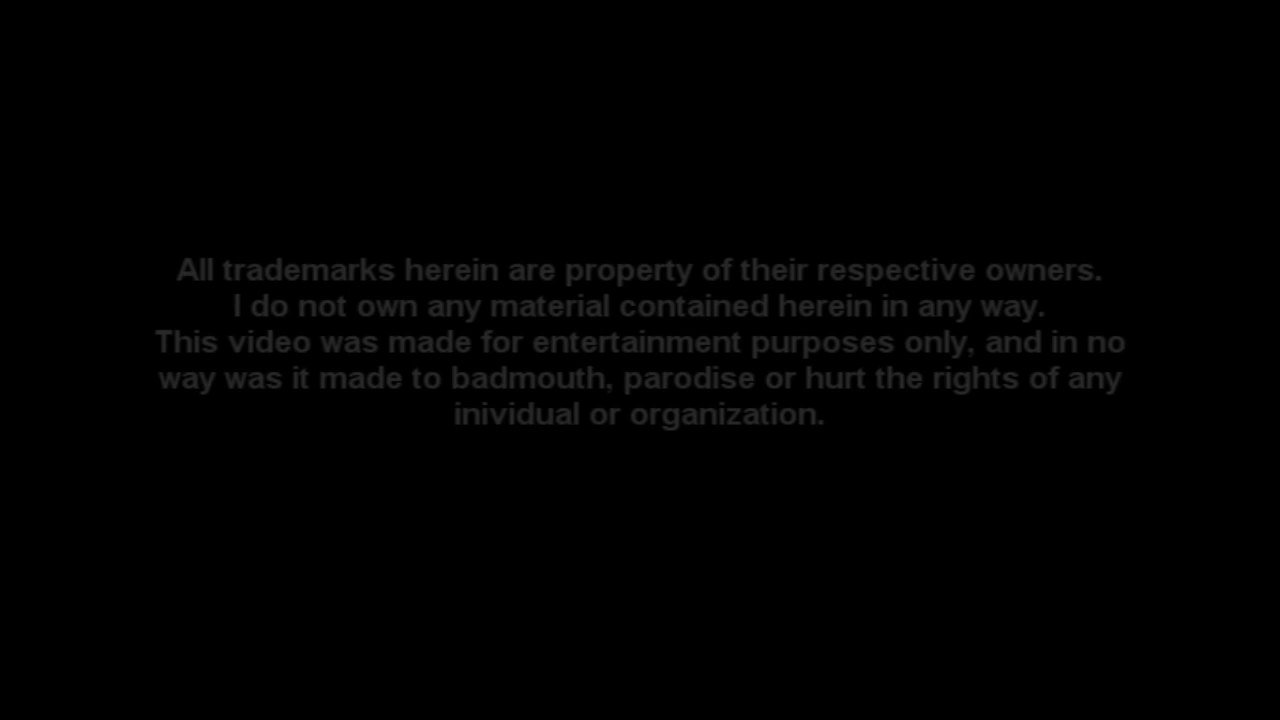 All trademarks herein are property of their respective owners.
I do not own any material contained herein in any way.
This video was made for entertainment purposes only, and in no
way was it made to badmouth, parodise or hurt the rights of any
inividual or organization.